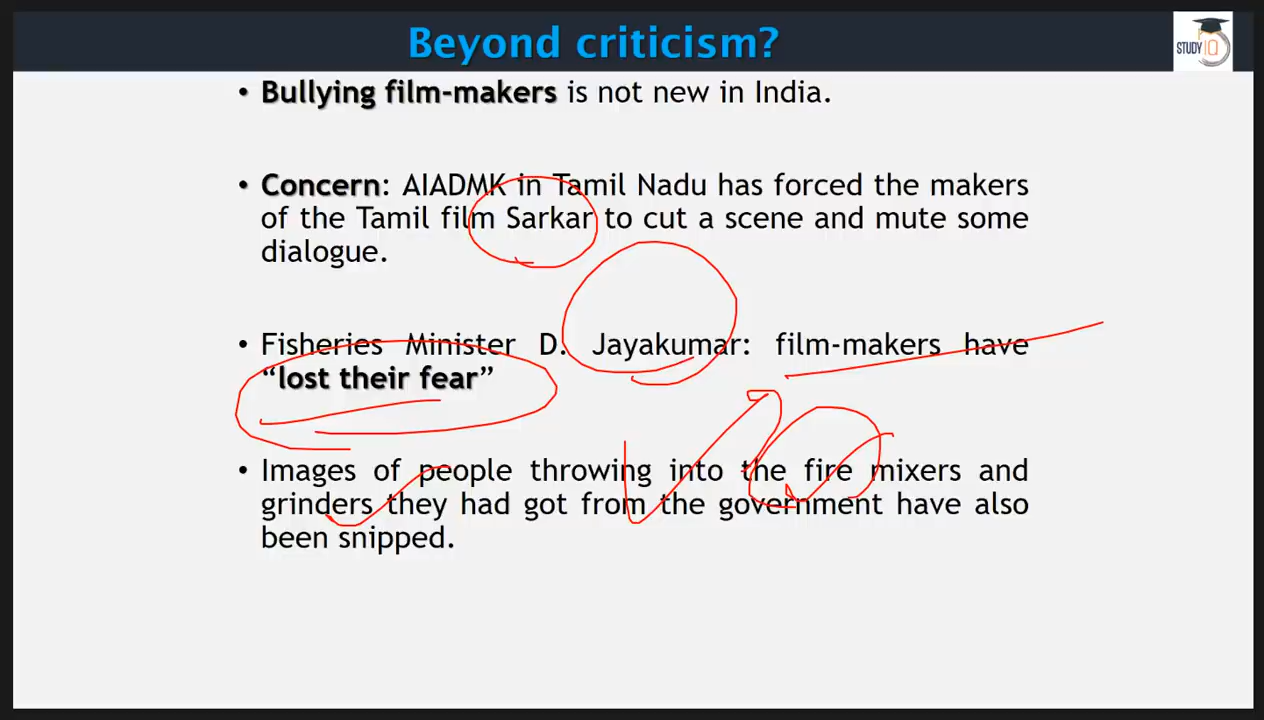 Beyond criticism?
STUDY IQ
• Bullying film-makers is not new in India.
• Concern: AIADMK in Tamil Nadu has forced the makers
of the Tamil film Sarkar to cut a scene and mute some
dialogue.
• Fisheries Minister D. Jayakumar: film-makers have
“lost their fear”
• Images of people throwing into the fire mixers and
grinders they had got from the government have also
been snipped.